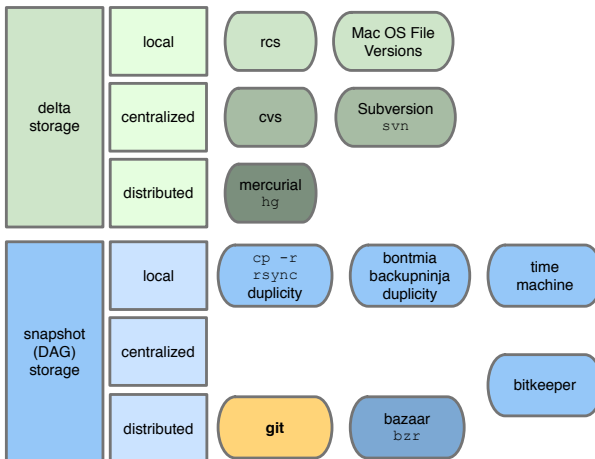 delta
storage
local
rcs
Mac OS File
Versions
centralized
cvs
Subversion
svn
distributed
mercurial
hg
snapshot
(DAG)
storage
local
cp -r
rsync
duplicity
bontmia
backupninja
duplicity
time
machine
centralized
bitkeeper
distributed
git
bazaar
bzr